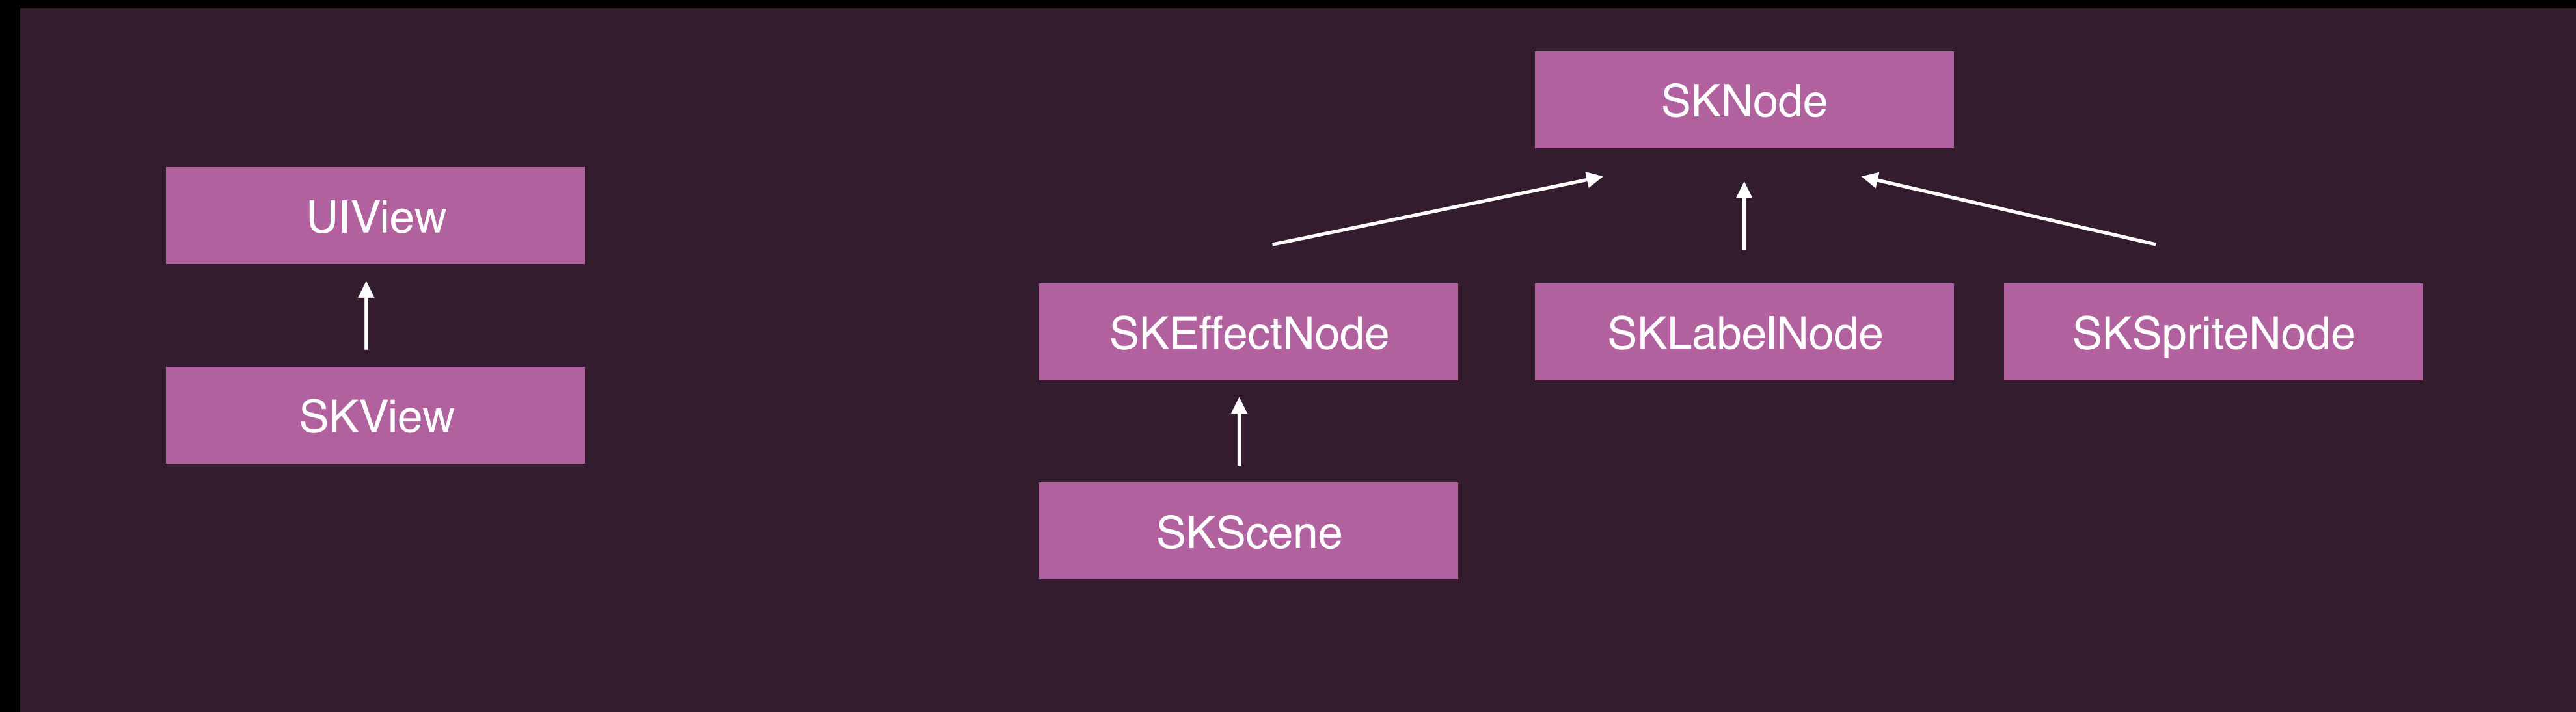 SKNode
UIView
SKView
SKEffectNode
SKLabelNode
SKSpriteNode
SKScene